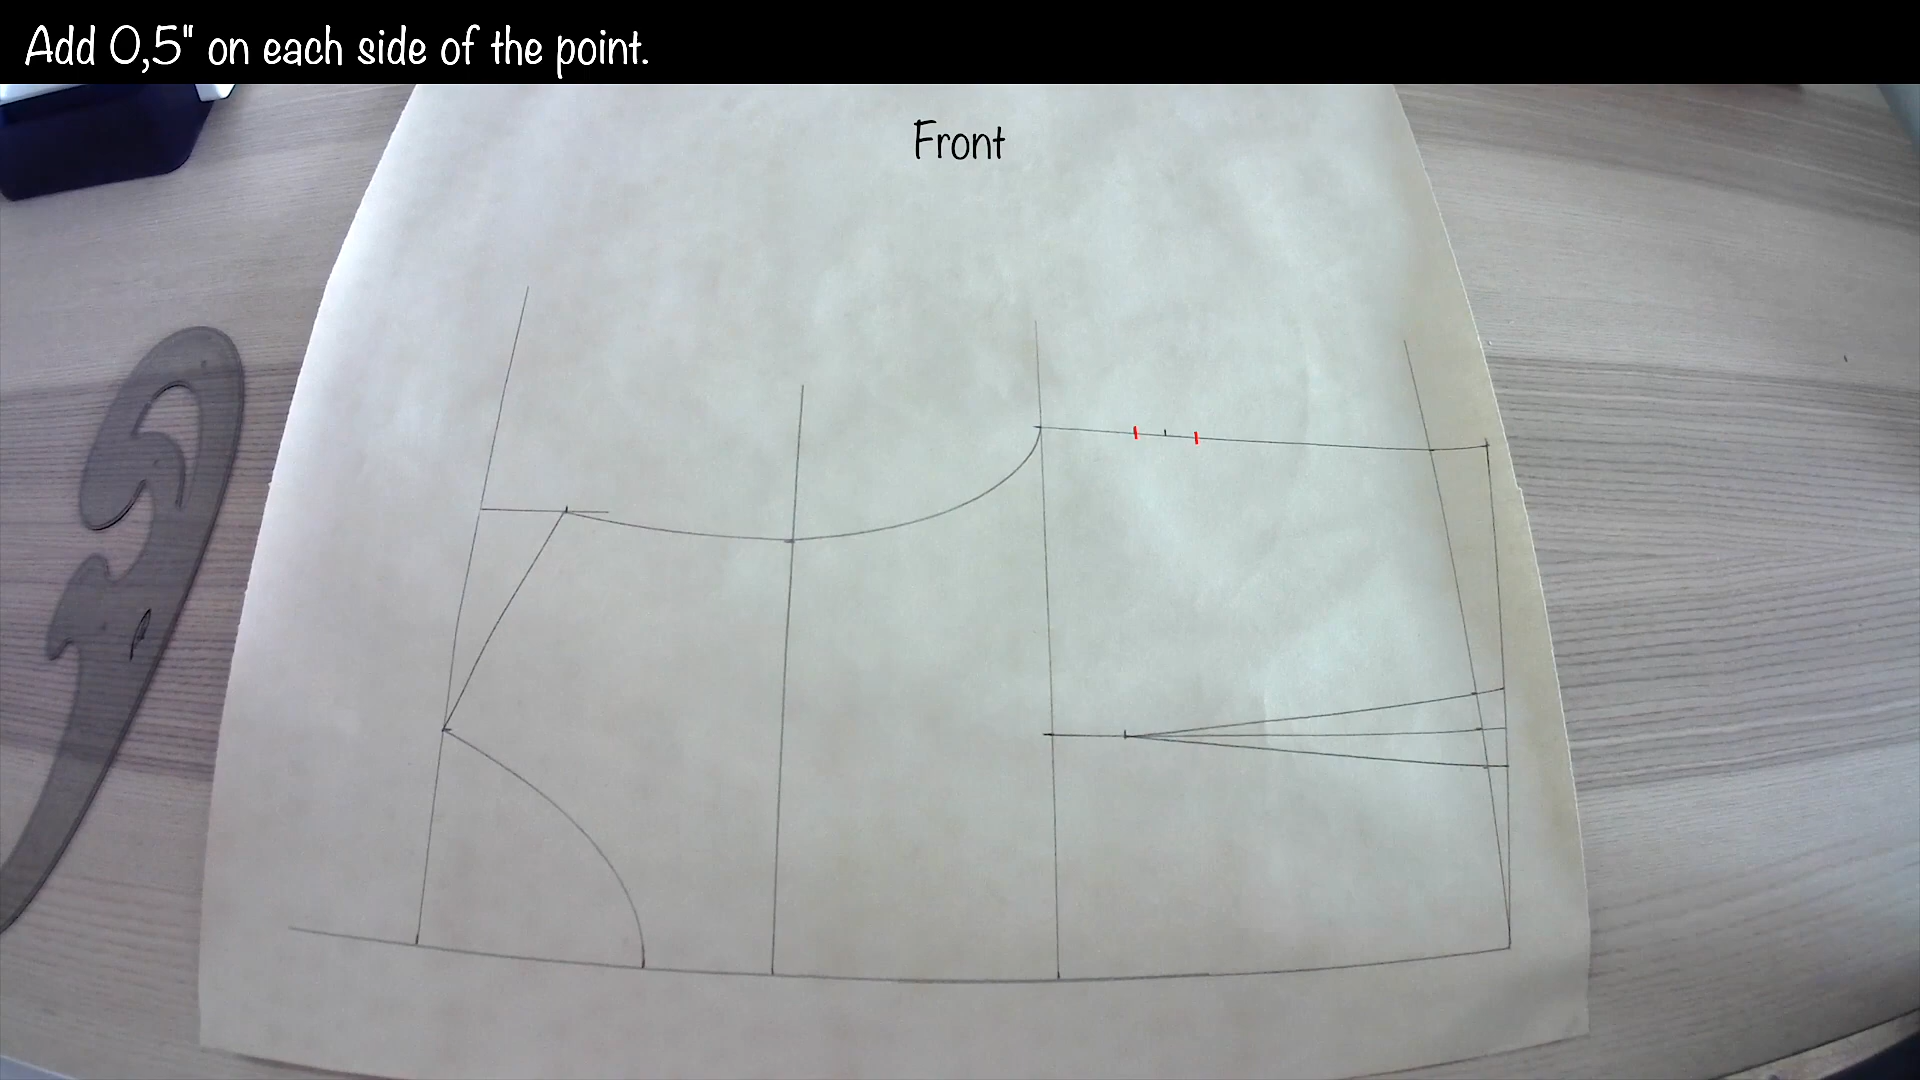 Add 0,5" on each side of the point.
Front